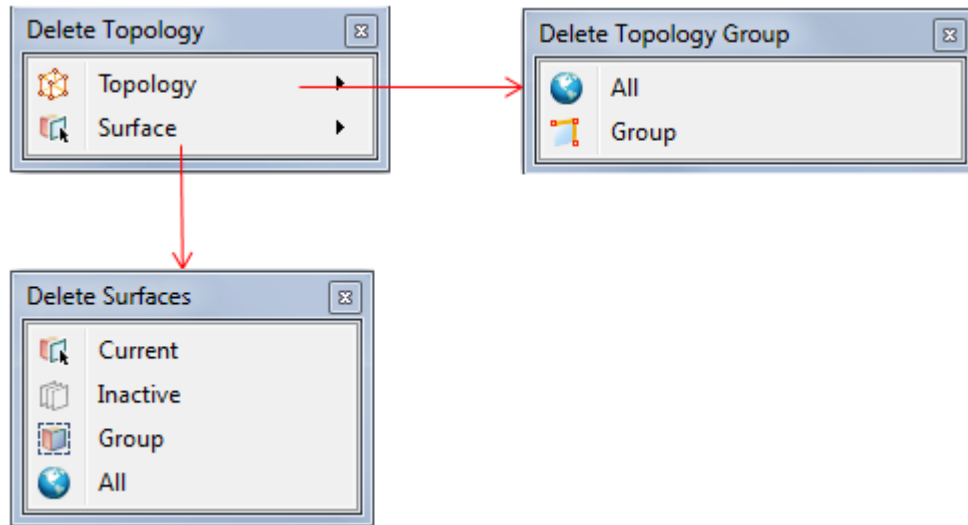 Delete Topology
Topology
Surface
Delete Topology Group
All
Group
Delete Surfaces
Current
Inactive
Group
All